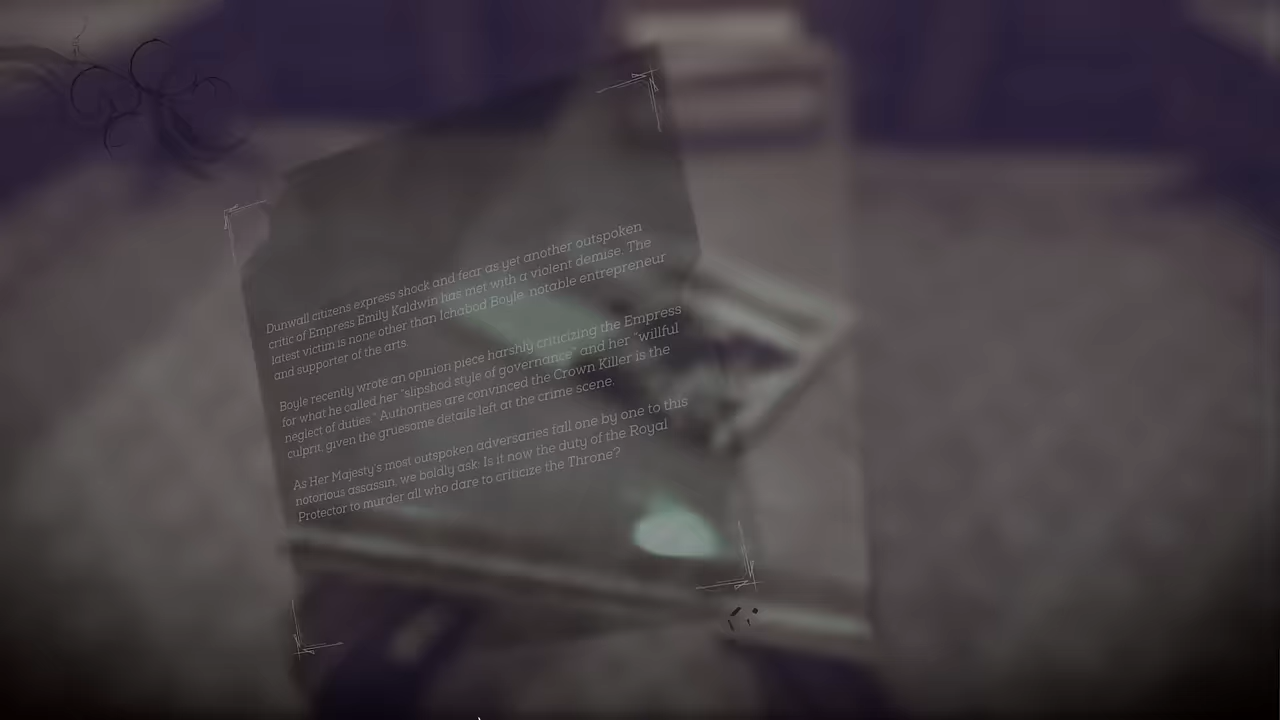 Dunwall citizens express shock and fear as yet another outspoken
critic of Empress Emily Kaldwin has met with a violent demise. The
latest victim is none other than Ichabod Boyle, notable entrepreneur
and supporter of the arts.
Boyle recently wrote an opinion piece harshly criticizing the Empress
for what he called her "slipshod style of governance" and her "willful
neglect of duties." Authorities are convinced the Crown Killer is the
culprit, given the gruesome details left at the crime scene.
As Her Majesty's most outspoken adversaries fall one by one to this
notorious assassin, we boldly ask: Is it now the duty of the Royal
Protector to murder all who dare to criticize the Throne?